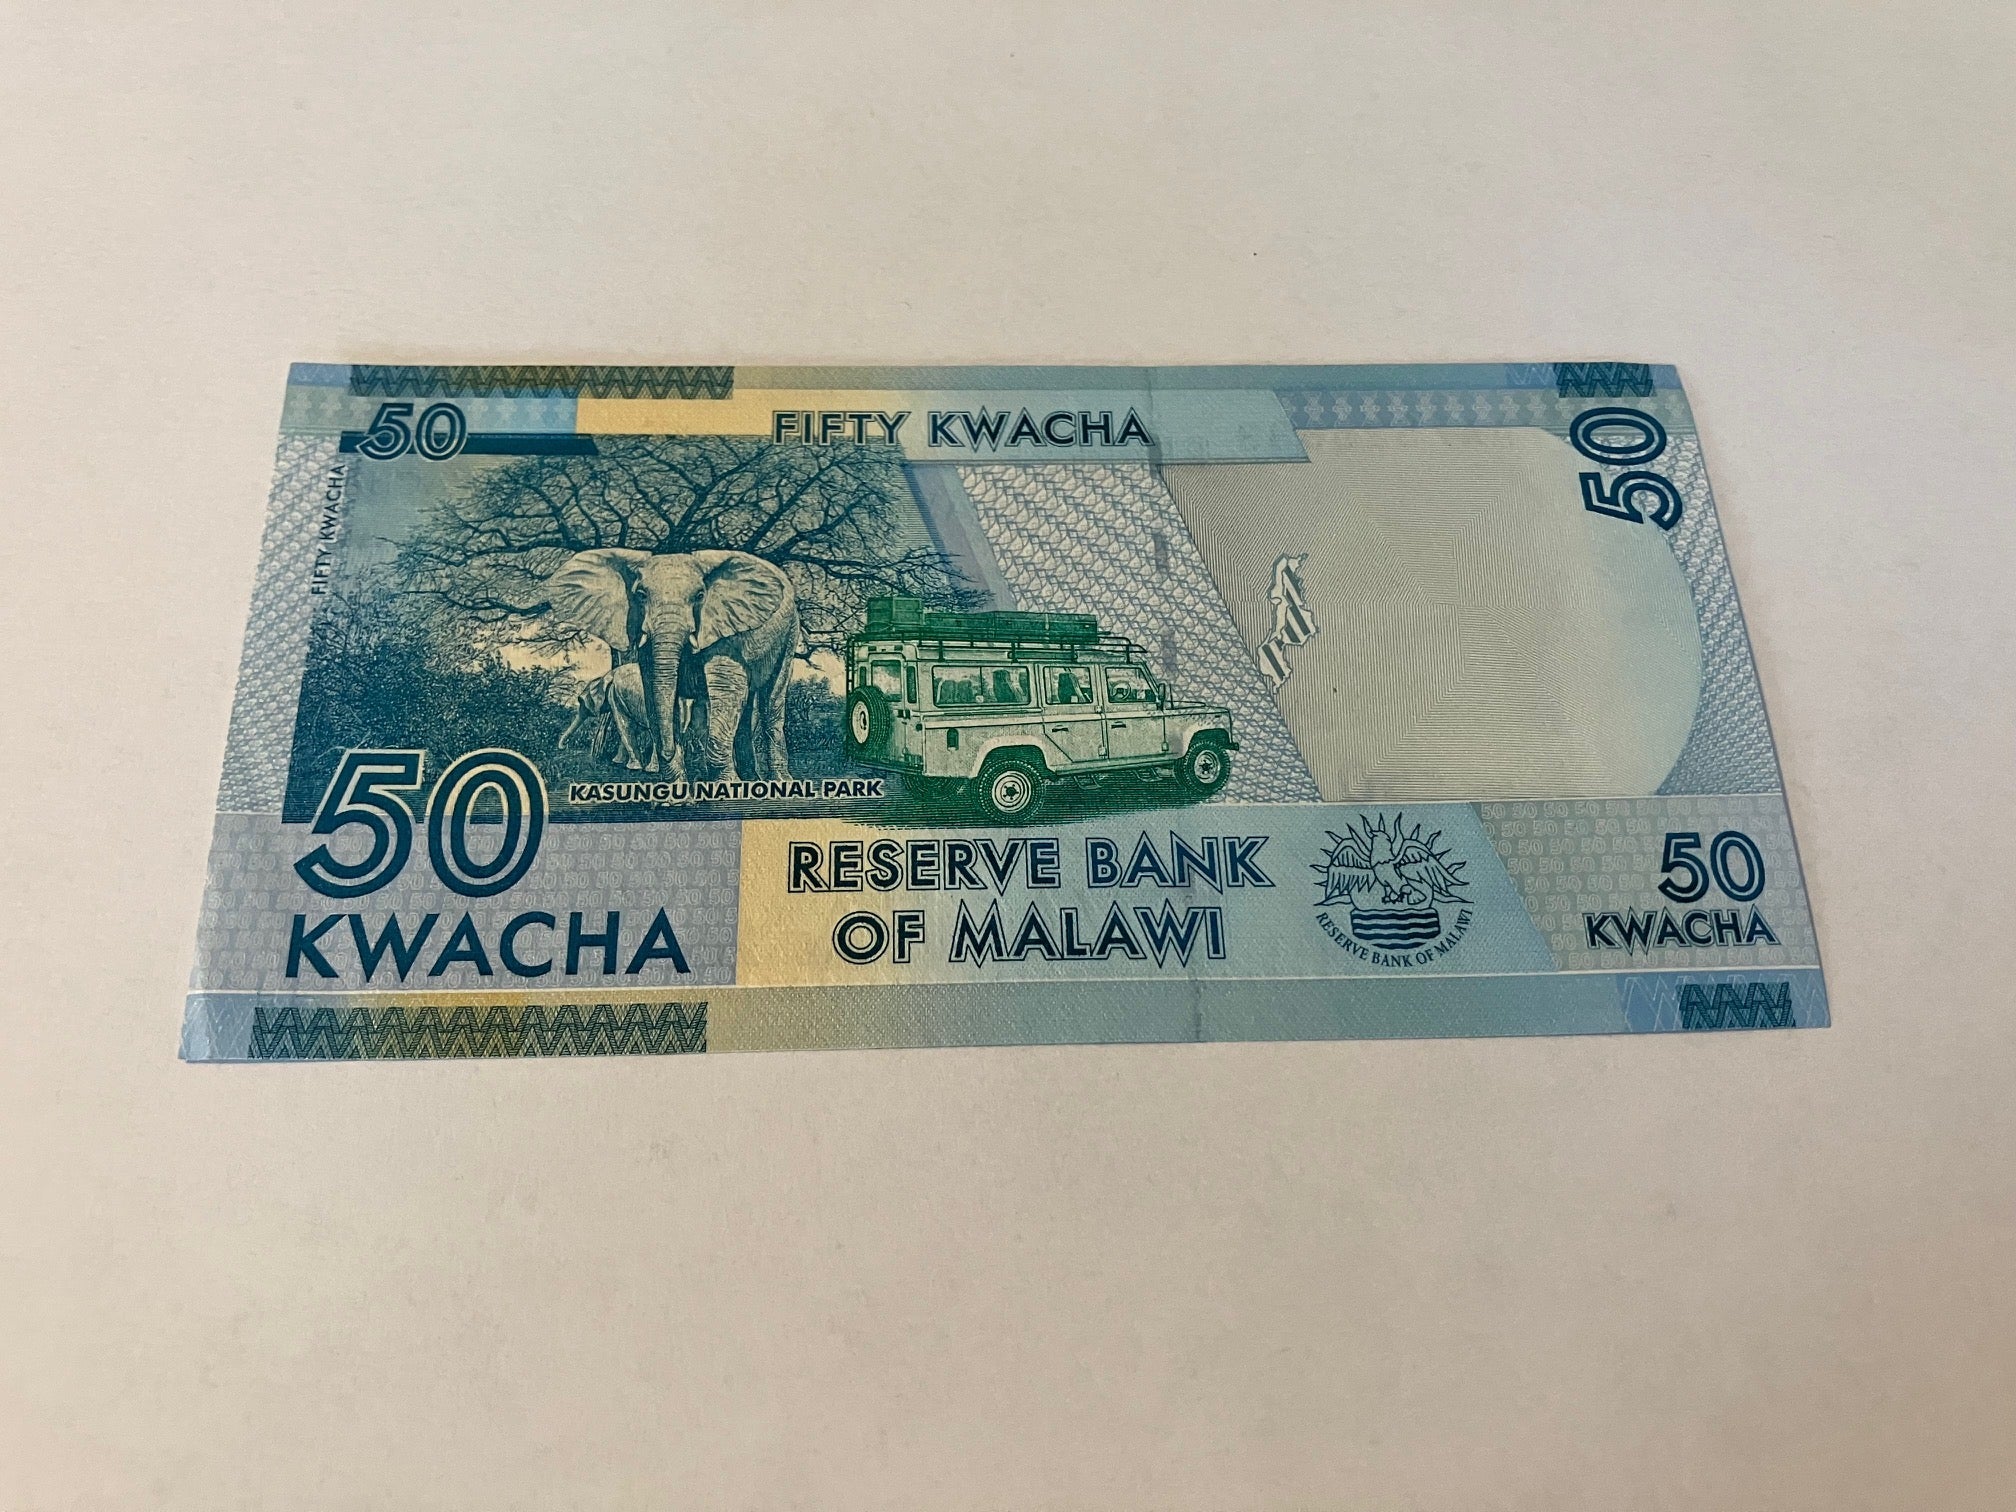 50
FIFTY KWACHA
50
FIFTY KWACHA
KASUNGU NATIONAL PARK
50
KWACHA
RESERVE BANK
OF MALAWI
RESERVE BANK OF MALAWI
50
KWACHA